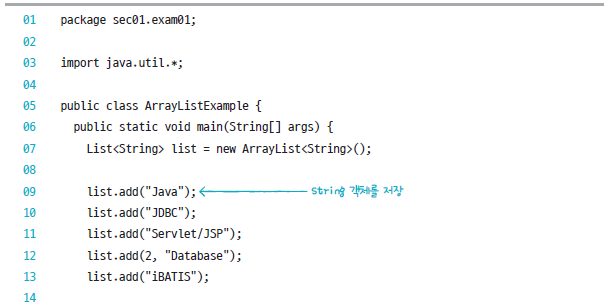 01 package sec01.exam01;
02
03 import java.util.*;
04
05 public class ArrayListExample {
06 public static void main(String[] args) {
07 List<String> list = new ArrayList<String>();
08
09 list.add("Java"); String 객체를 저장
10 list.add("JDBC");
11 list.add("Servlet/JSP");
12 list.add(2, "Database");
13 list.add("iBATIS");
14